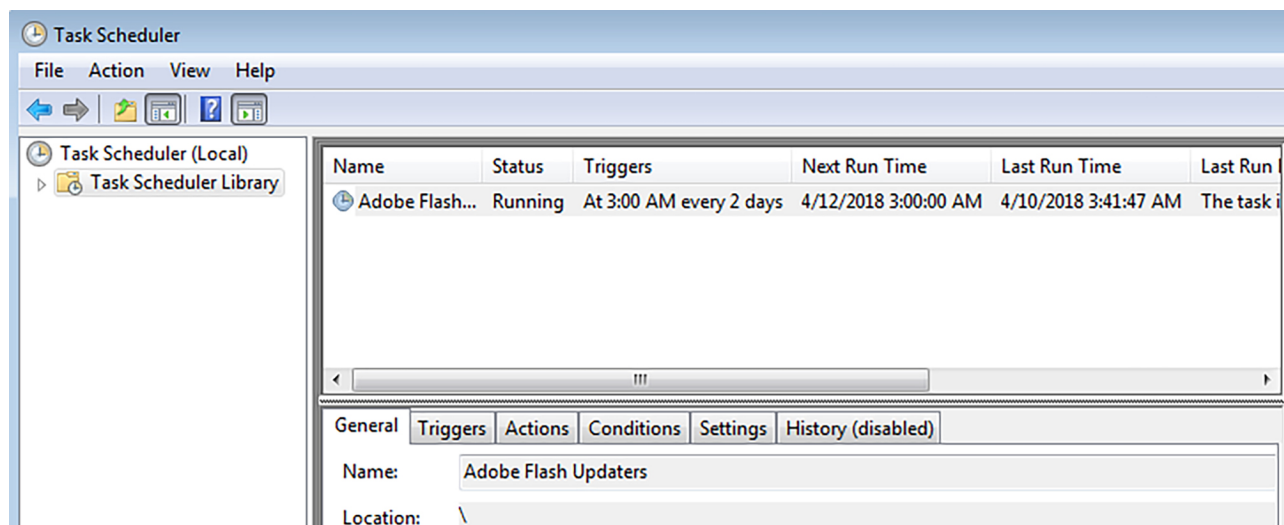 Task Scheduler
File Action View Help
Task Scheduler (Local)
Task Scheduler Library
Name Status Triggers Next Run Time Last Run Time Last Run
Adobe Flash... Running At 3:00 AM every 2 days 4/12/2018 3:00:00 AM 4/10/2018 3:41:47 AM The task i
General Triggers Actions Conditions Settings History (disabled)
Name: Adobe Flash Updaters
Location: \